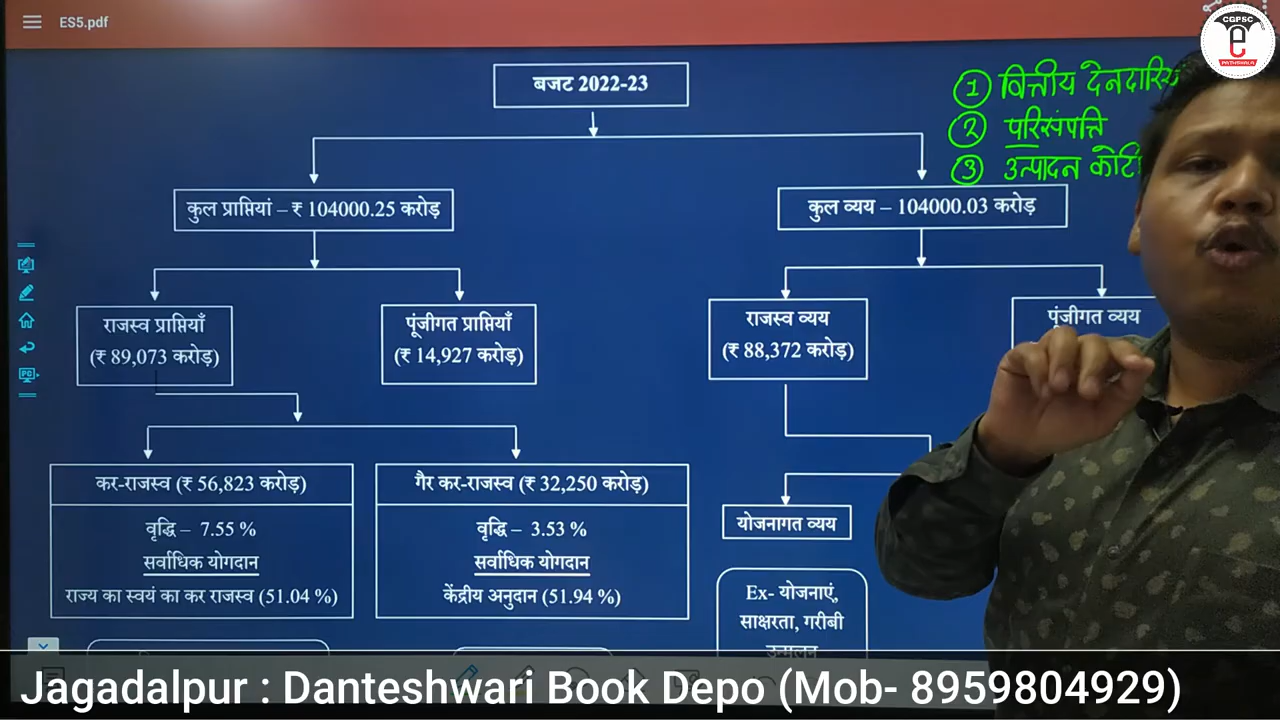 ES5.pdf
CGPSC
e
PATHSHALA
बजट 2022-23
① वित्तीय
② परिसंपत्ति
③ उत्पादन
कुल प्राप्तियां – ₹ 104000.25 करोड़
कुल व्यय – 104000.03 करोड़
राजस्व प्राप्तियाँ
(₹ 89,073 करोड़)
पूंजीगत प्राप्तियाँ
(₹ 14,927 करोड़)
राजस्व व्यय
(₹ 88,372 करोड़)
पूंजीगत व्यय
कर-राजस्व (₹ 56,823 करोड़)
वृद्धि – 7.55 %
सर्वाधिक योगदान
राज्य का स्वयं का कर राजस्व (51.04 %)
गैर कर-राजस्व (₹ 32,250 करोड़)
वृद्धि – 3.53 %
सर्वाधिक योगदान
केंद्रीय अनुदान (51.94 %)
योजनागत व्यय
Ex- योजनाएं,
साक्षरता, गरीबी
उन्मूलन
Jagadalpur : Danteshwari Book Depo (Mob- 8959804929)